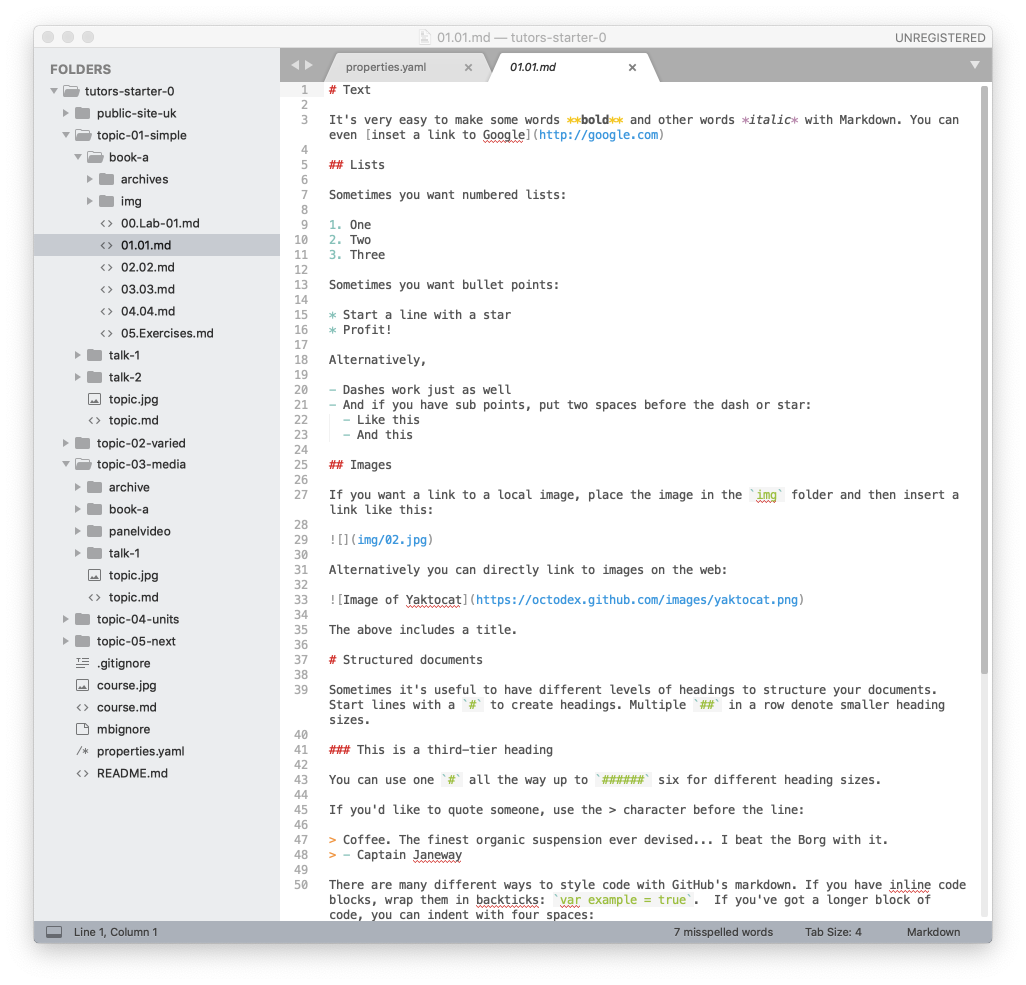 01.01.md — tutors-starter-0
UNREGISTERED
FOLDERS
tutors-starter-0
public-site-uk
topic-01-simple
book-a
archives
img
00.Lab-01.md
01.01.md
02.02.md
03.03.md
04.04.md
05.Exercises.md
talk-1
talk-2
topic.jpg
topic.md
topic-02-varied
topic-03-media
archive
book-a
panelvideo
talk-1
topic.jpg
topic.md
topic-04-units
topic-05-next
.gitignore
course.jpg
course.md
mbignore
/* properties.yaml
README.md
properties.yaml ×
01.01.md ×
1 # Text
2
3 It's very easy to make some words **bold** and other words *italic* with Markdown. You can
even [inset a link to Google](http://google.com)
4
5 ## Lists
6
7 Sometimes you want numbered lists:
8
9 1. One
10 2. Two
11 3. Three
12
13 Sometimes you want bullet points:
14
15 * Start a line with a star
16 * Profit!
17
18 Alternatively,
19
20 - Dashes work just as well
21 - And if you have sub points, put two spaces before the dash or star:
22   - Like this
23   - And this
24
25 ## Images
26
27 If you want a link to a local image, place the image in the `img` folder and then insert a
link like this:
28
29 ![](img/02.jpg)
30
31 Alternatively you can directly link to images on the web:
32
33 ![Image of Yaktocat](https://octodex.github.com/images/yaktocat.png)
34
35 The above includes a title.
36
37 # Structured documents
38
39 Sometimes it's useful to have different levels of headings to structure your documents.
Start lines with a `#` to create headings. Multiple `##` in a row denote smaller heading
sizes.
40
41 ### This is a third-tier heading
42
43 You can use one `#` all the way up to `######` six for different heading sizes.
44
45 If you'd like to quote someone, use the > character before the line:
46
47 > Coffee. The finest organic suspension ever devised... I beat the Borg with it.
48 > - Captain Janeway
49
50 There are many different ways to style code with GitHub's markdown. If you have inline code
blocks, wrap them in backticks: `var example = true`.  If you've got a longer block of
code, you can indent with four spaces:
Line 1, Column 1
7 misspelled words
Tab Size: 4
Markdown